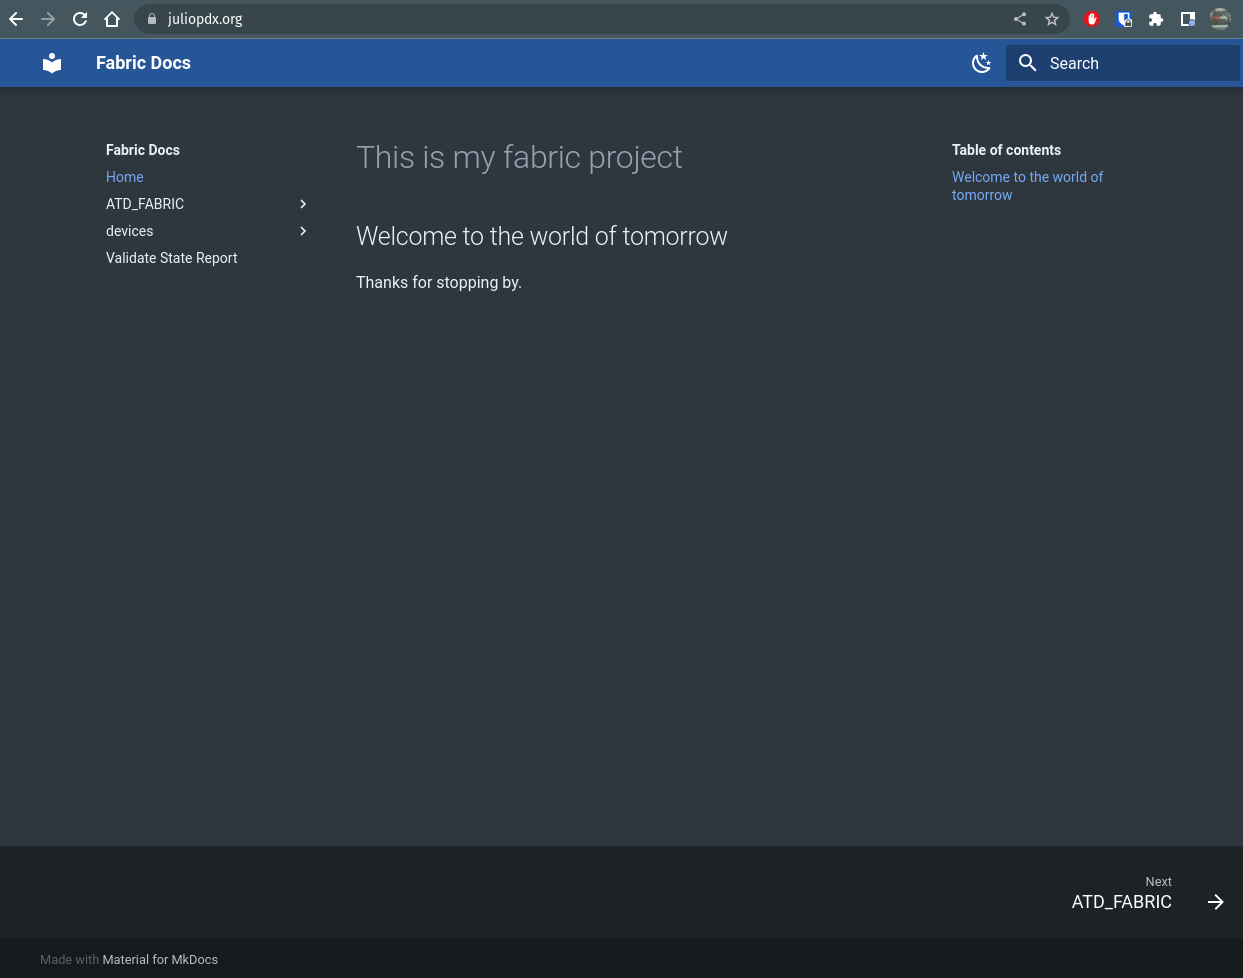 juliopdx.org
Fabric Docs
Search
Fabric Docs
Home
ATD_FABRIC
devices
Validate State Report
This is my fabric project
Welcome to the world of tomorrow
Thanks for stopping by.
Table of contents
Welcome to the world of
tomorrow
Next
ATD_FABRIC
Made with Material for MkDocs